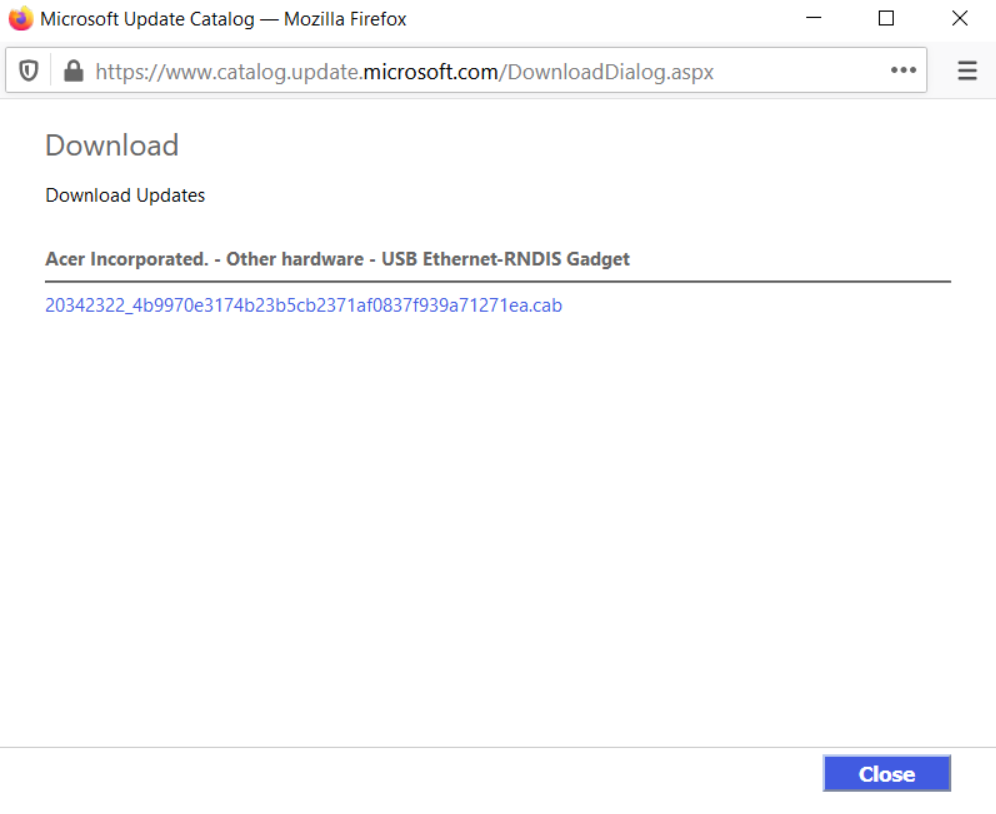 Microsoft Update Catalog — Mozilla Firefox
https://www.catalog.update.microsoft.com/DownloadDialog.aspx
Download
Download Updates
Acer Incorporated. - Other hardware - USB Ethernet-RNDIS Gadget
20342322_4b9970e3174b23b5cb2371af0837f939a71271ea.cab
Close